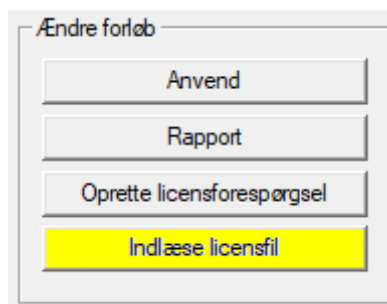 Ændre forløb
Anvend
Rapport
Oprette licensforespørgsel
Indlæse licensfil